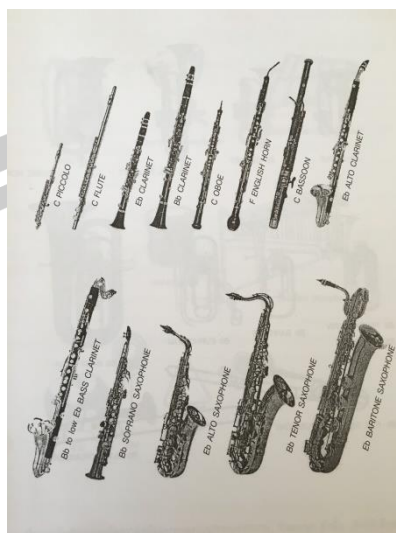 C PICCOLO
C FLUTE
Eb CLARINET
Bb CLARINET
C OBOE
F ENGLISH HORN
C BASSOON
Eb ALTO CLARINET
Bb to low Eb BASS CLARINET
Bb SOPRANO SAXOPHONE
Eb ALTO SAXOPHONE
Bb TENOR SAXOPHONE
Eb BARITONE SAXOPHONE